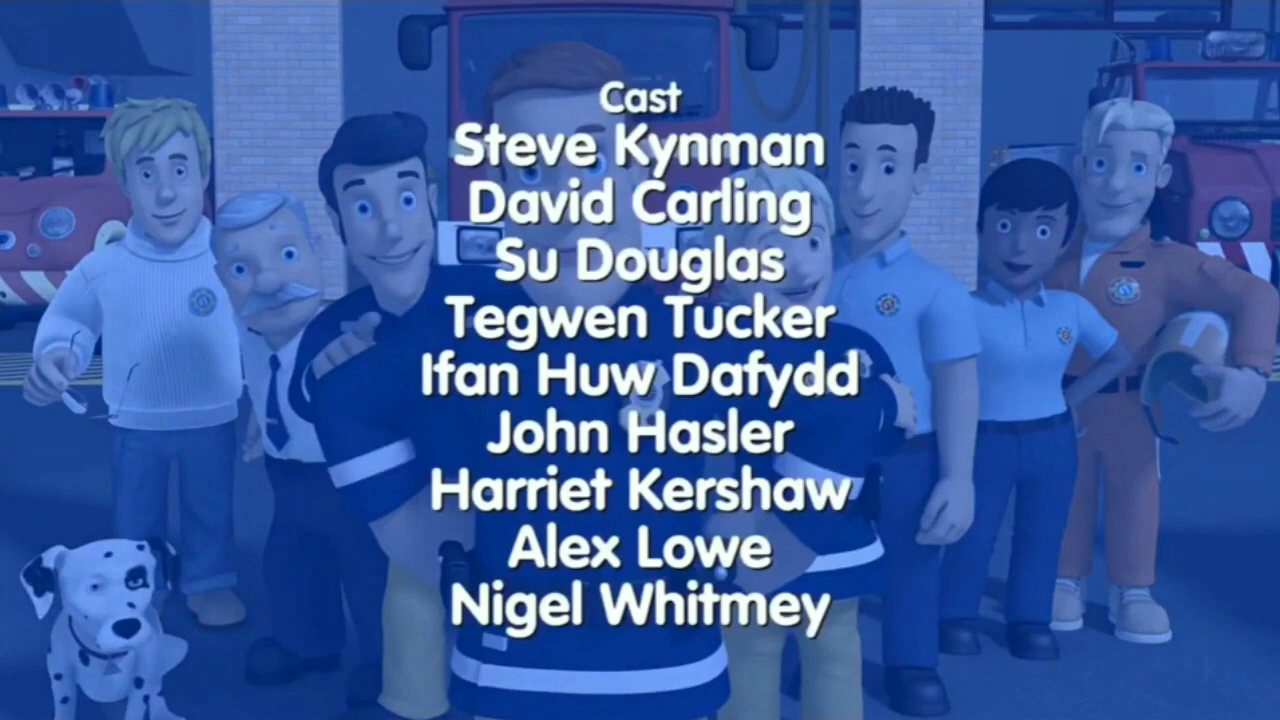 Cast
Steve Kynman
David Carling
Su Douglas
Tegwen Tucker
Ifan Huw Dafydd
John Hasler
Harriet Kershaw
Alex Lowe
Nigel Whitmey